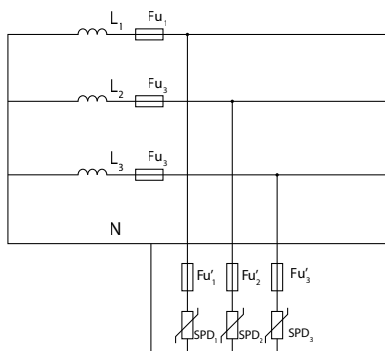 L₁ Fu₁
L₂ Fu₃
L₃ Fu₃
N
Fu'₁ Fu'₂ Fu'₃
SPD₁ SPD₂ SPD₃